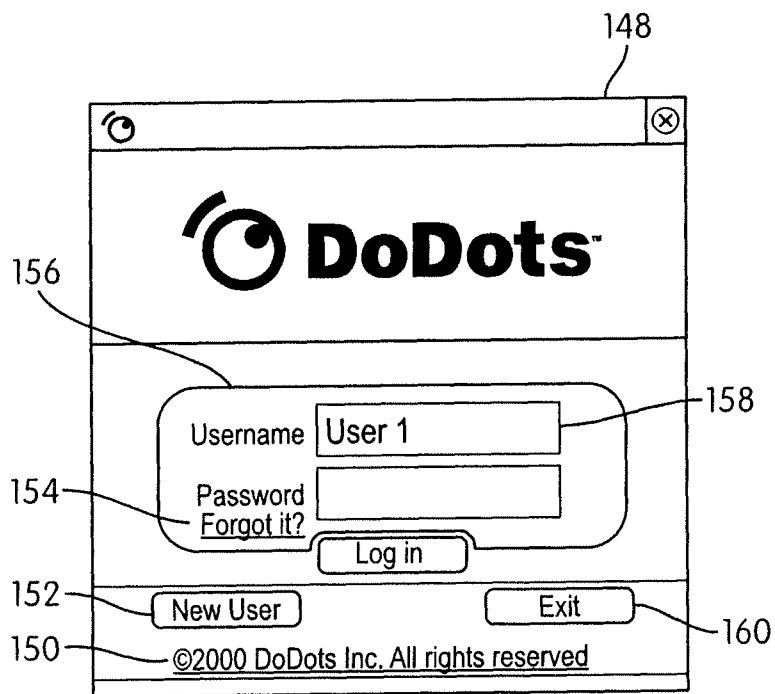 148
DoDots™
156
Username User 1
158
Password
154
Forgot it?
Log in
152
New User
Exit
160
150
©2000 DoDots Inc. All rights reserved